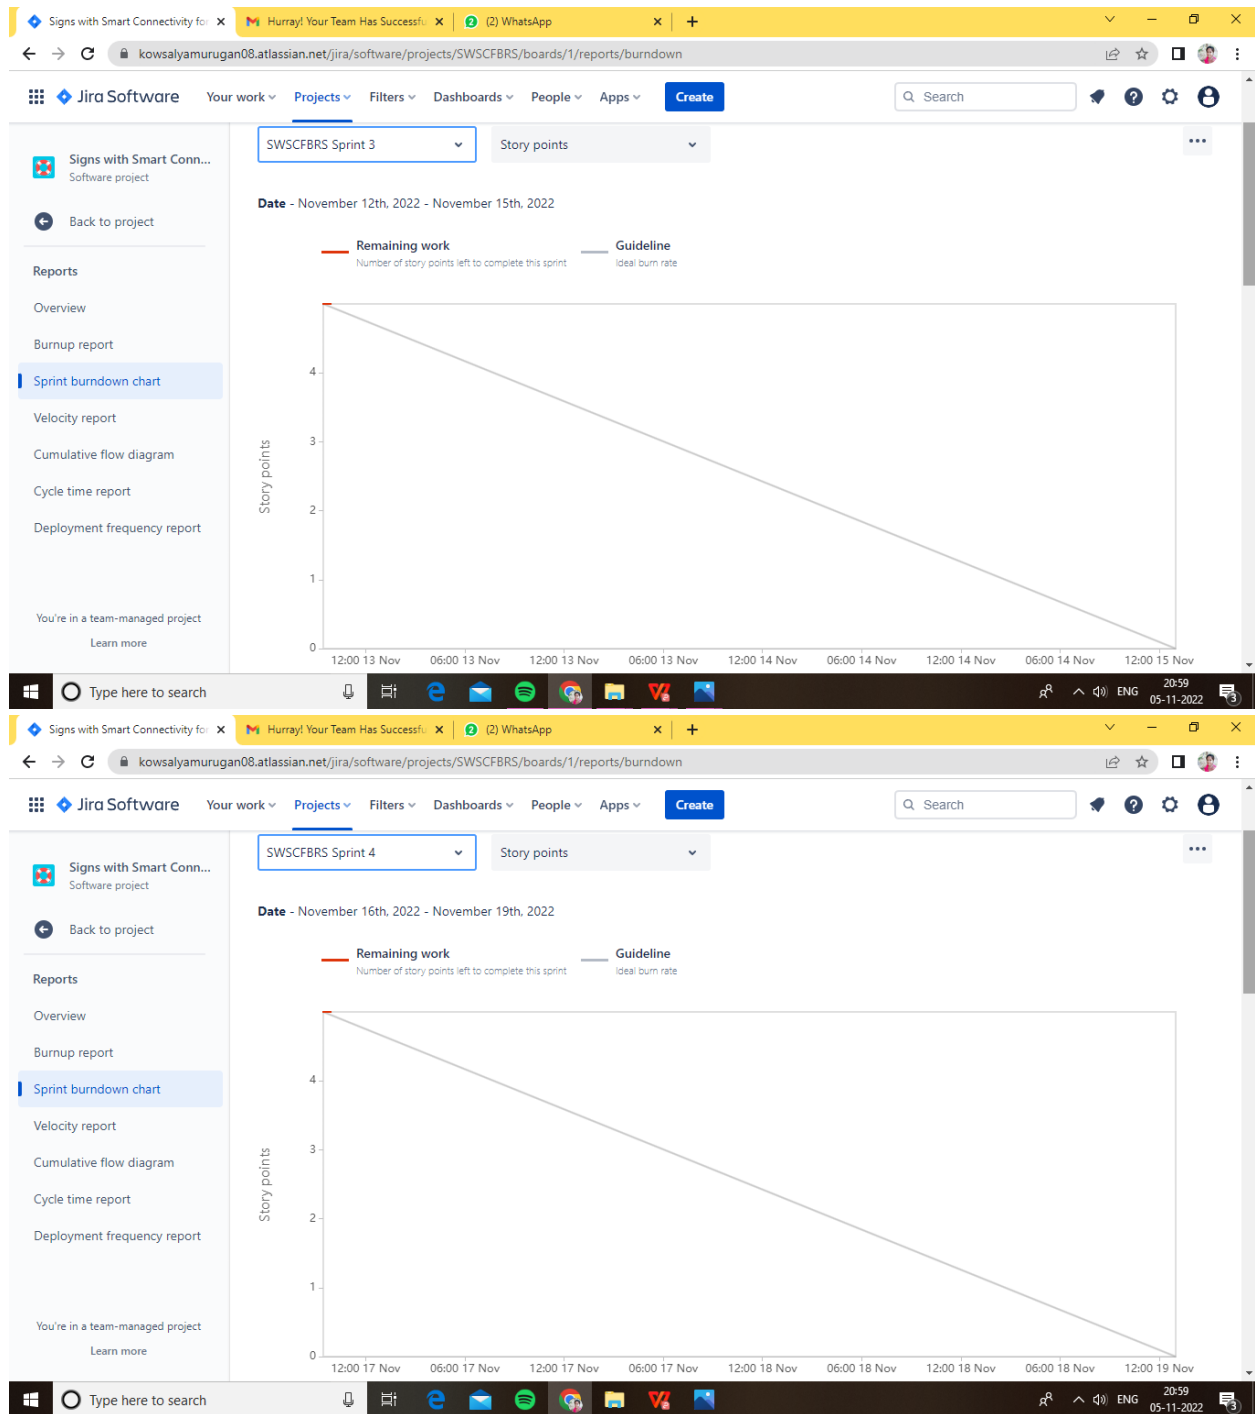 Signs with Smart Connectivity for
Hurray! Your Team Has Successfu
(2) WhatsApp
kowsalyamurugan08.atlassian.net/jira/software/projects/SWSCFBRS/boards/1/reports/burndown
Jira Software Your work Projects Filters Dashboards People Apps Create Search
Signs with Smart Conn...
Software project
Back to project
Reports
Overview
Burnup report
Sprint burndown chart
Velocity report
Cumulative flow diagram
Cycle time report
Deployment frequency report
You're in a team-managed project
Learn more
SWSCFBRS Sprint 3 Story points
Date - November 12th, 2022 - November 15th, 2022
Remaining work
Number of story points left to complete this sprint
Guideline
Ideal burn rate
Story points
4
3
2
1
0
12:00 13 Nov 06:00 13 Nov 12:00 13 Nov 06:00 13 Nov 12:00 14 Nov 06:00 14 Nov 12:00 14 Nov 06:00 14 Nov 12:00 15 Nov
Type here to search
ENG
20:59
05-11-2022
3
Signs with Smart Connectivity for
Hurray! Your Team Has Successfu
(2) WhatsApp
kowsalyamurugan08.atlassian.net/jira/software/projects/SWSCFBRS/boards/1/reports/burndown
Jira Software Your work Projects Filters Dashboards People Apps Create Search
Signs with Smart Conn...
Software project
Back to project
Reports
Overview
Burnup report
Sprint burndown chart
Velocity report
Cumulative flow diagram
Cycle time report
Deployment frequency report
You're in a team-managed project
Learn more
SWSCFBRS Sprint 4 Story points
Date - November 16th, 2022 - November 19th, 2022
Remaining work
Number of story points left to complete this sprint
Guideline
Ideal burn rate
Story points
4
3
2
1
0
12:00 17 Nov 06:00 17 Nov 12:00 17 Nov 06:00 17 Nov 12:00 18 Nov 06:00 18 Nov 12:00 18 Nov 06:00 18 Nov 12:00 19 Nov
Type here to search
ENG
20:59
05-11-2022
3